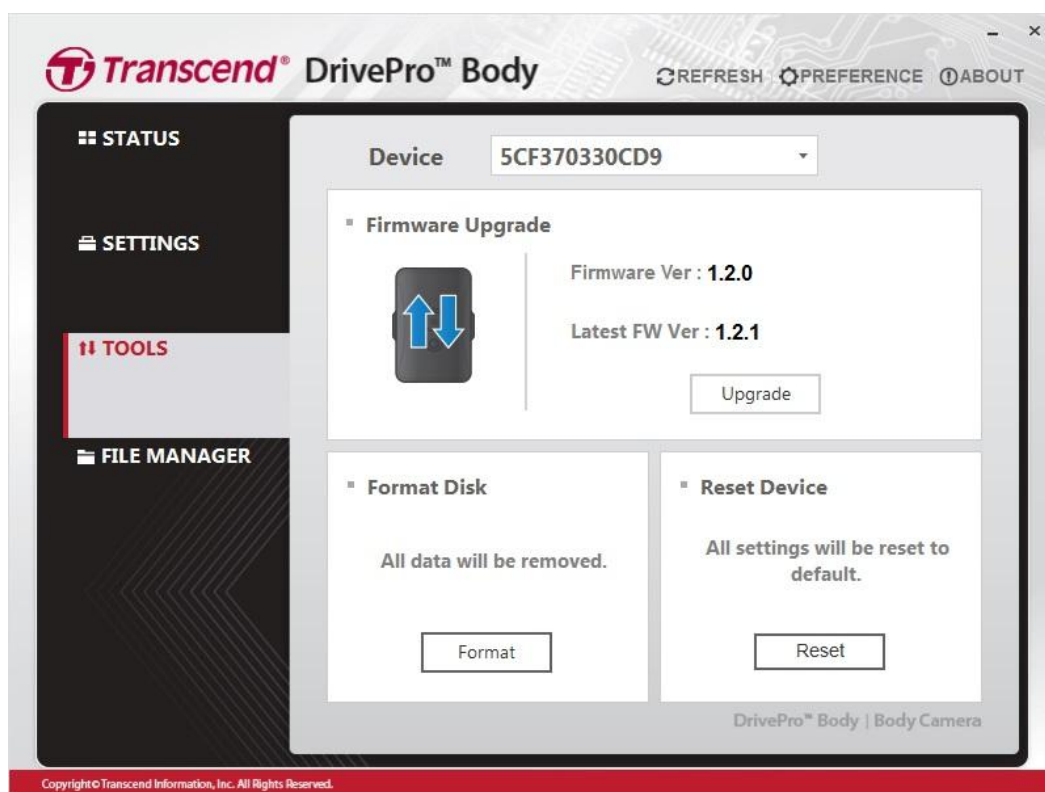 Transcend® DrivePro™ Body
REFRESH PREFERENCE ABOUT
STATUS
SETTINGS
TOOLS
FILE MANAGER
Device 5CF370330CD9
Firmware Upgrade
Firmware Ver : 1.2.0
Latest FW Ver : 1.2.1
Upgrade
Format Disk
All data will be removed.
Format
Reset Device
All settings will be reset to
default.
Reset
DrivePro™ Body | Body Camera
Copyright© Transcend Information, Inc. All Rights Reserved.